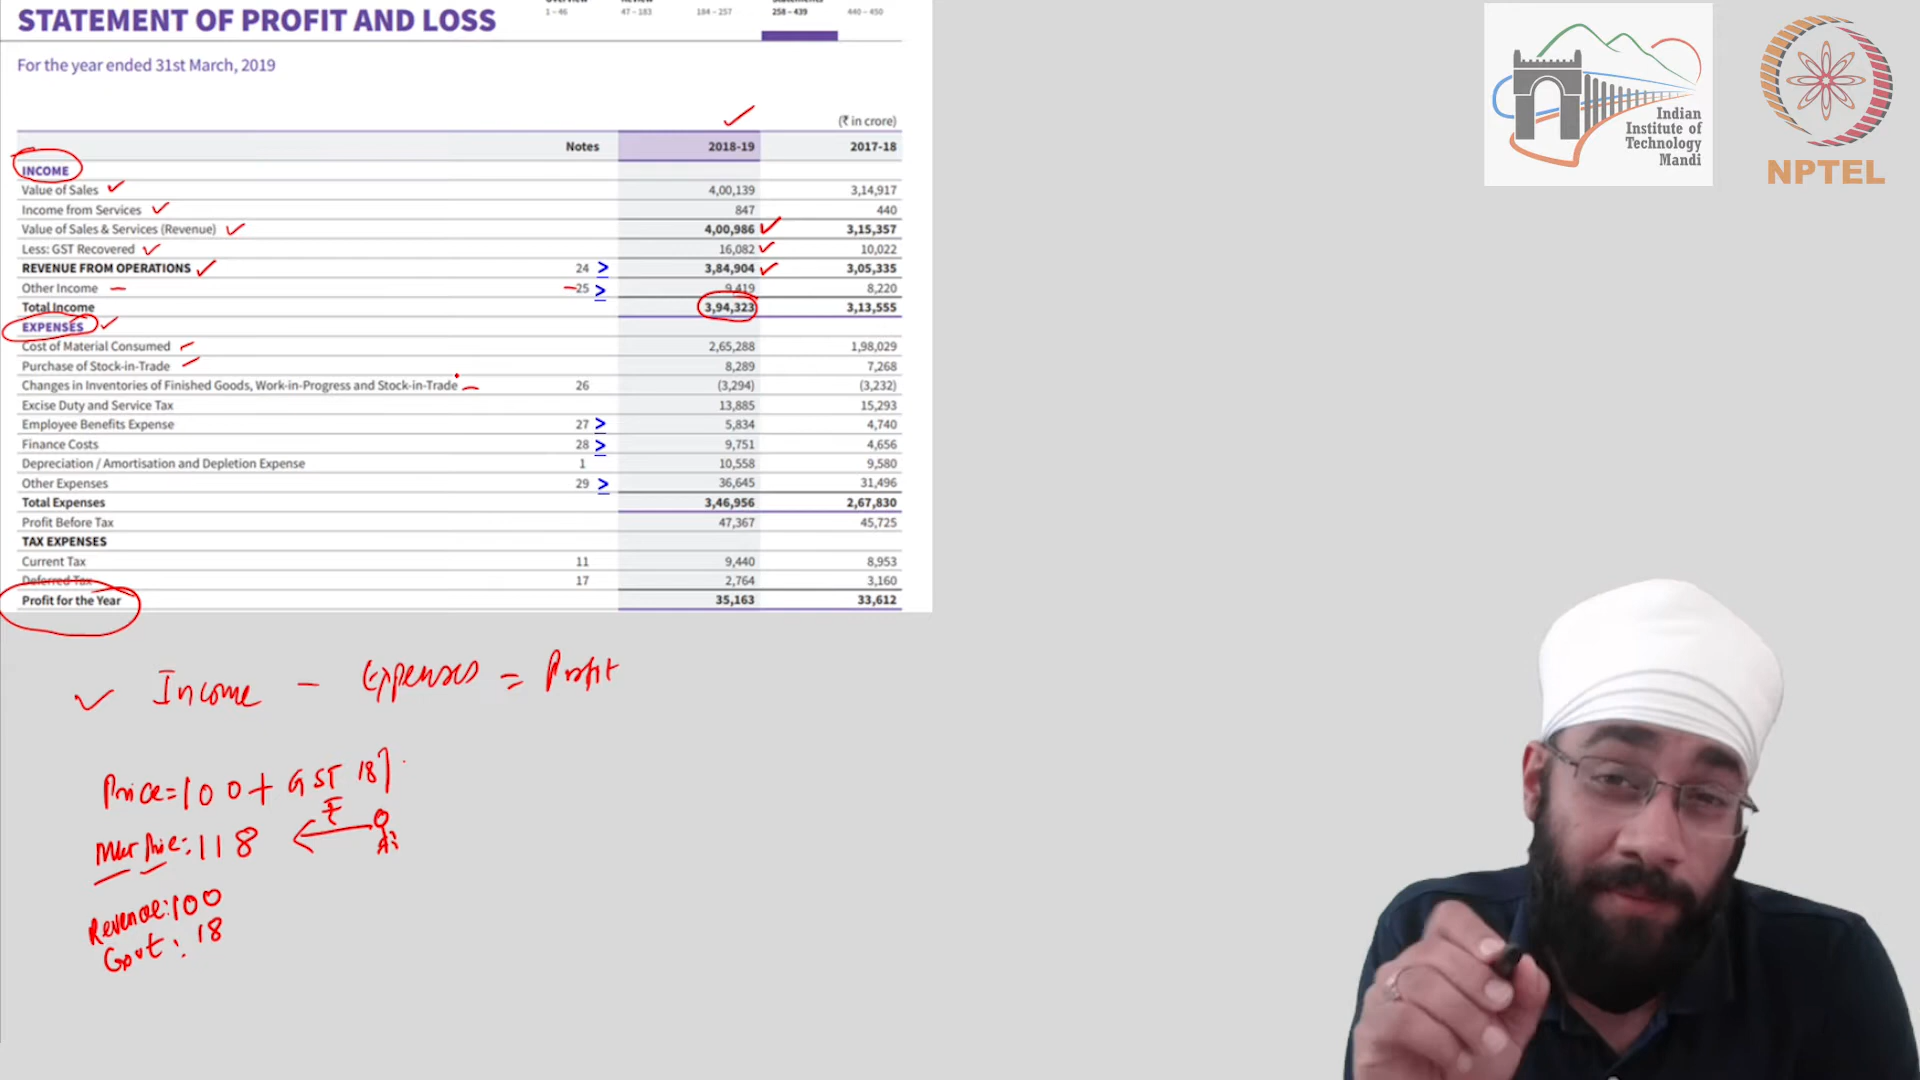 STATEMENT OF PROFIT AND LOSS
1 – 46 47 – 183 184 – 257 258 – 439 440 – 450
For the year ended 31st March, 2019
(₹ in crore)
Notes 2018-19 2017-18
INCOME
Value of Sales 4,00,139 3,14,917
Income from Services 847 440
Value of Sales & Services (Revenue) 4,00,986 3,15,357
Less: GST Recovered 16,082 10,022
REVENUE FROM OPERATIONS 24 > 3,84,904 3,05,335
Other Income 25 > 9,419 8,220
Total Income 3,94,323 3,13,555
EXPENSES
Cost of Material Consumed 2,65,288 1,98,029
Purchase of Stock-in-Trade 8,289 7,268
Changes in Inventories of Finished Goods, Work-in-Progress and Stock-in-Trade 26 (3,294) (3,232)
Excise Duty and Service Tax 13,885 15,293
Employee Benefits Expense 27 > 5,834 4,740
Finance Costs 28 > 9,751 4,656
Depreciation / Amortisation and Depletion Expense 1 10,558 9,580
Other Expenses 29 > 36,645 31,496
Total Expenses 3,46,956 2,67,830
Profit Before Tax 47,367 45,725
TAX EXPENSES
Current Tax 11 9,440 8,953
Deferred Tax 17 2,764 3,160
Profit for the Year 35,163 33,612
Income – Expenses = Profit
Price = 100 + GST 18%
₹
Price: 118
Revenue: 100
Govt: 18
Indian
Institute of
Technology
Mandi
NPTEL